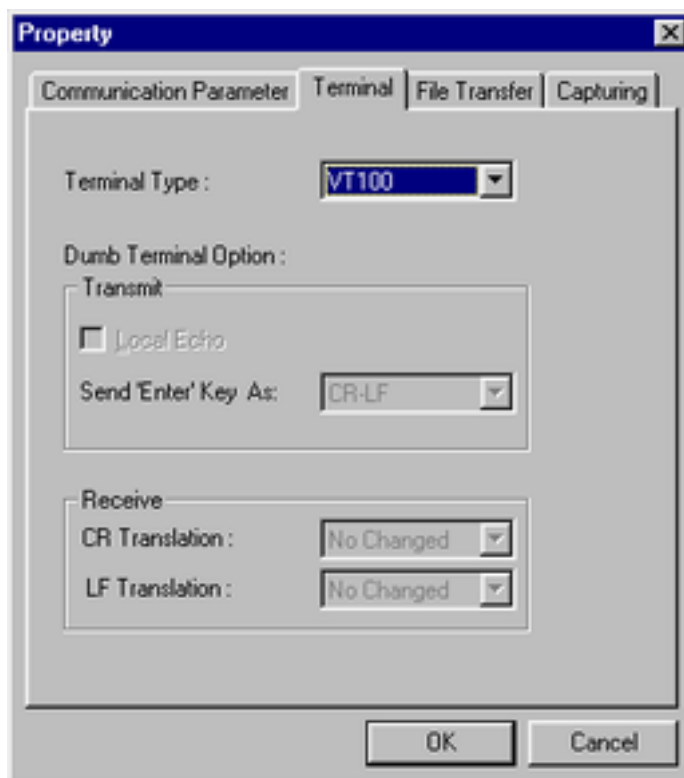 Property
Communication Parameter Terminal File Transfer Capturing
Terminal Type : VT100
Dumb Terminal Option :
Transmit
Local Echo
Send 'Enter' Key As: CR-LF
Receive
CR Translation : No Changed
LF Translation : No Changed
OK Cancel